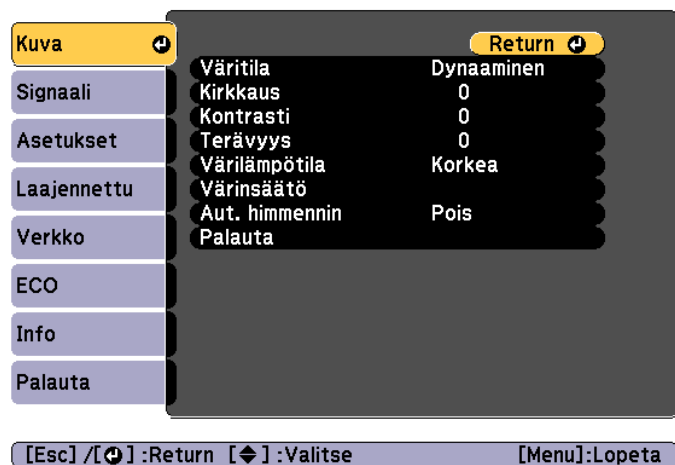 Kuva
Return
Väritila Dynaaminen
Kirkkaus 0
Kontrasti 0
Terävyys 0
Värilämpötila Korkea
Värinsäätö
Aut. himmennin Pois
Palauta
Signaali
Asetukset
Laajennettu
Verkko
ECO
Info
Palauta
[Esc] /[ ] :Return [ ] :Valitse [Menu]:Lopeta